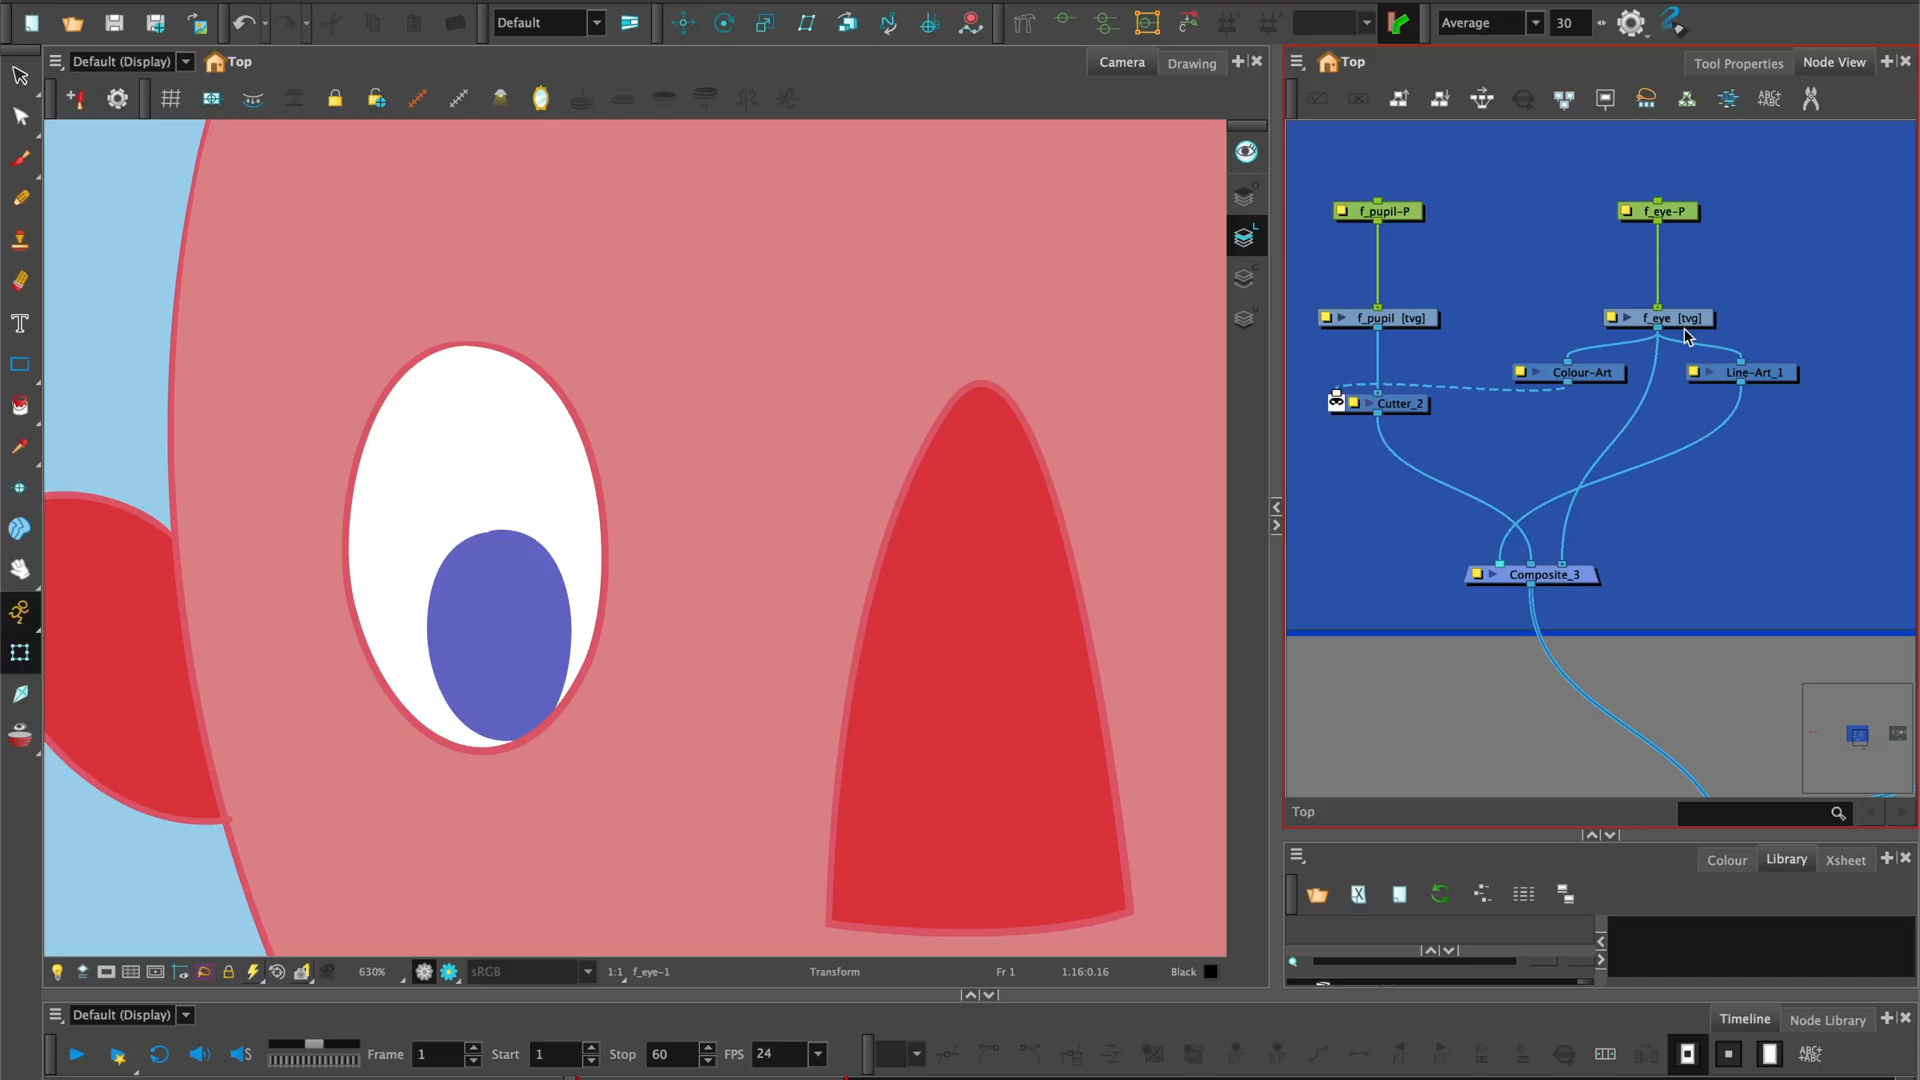 Default
Average
30
Default (Display)
Top
Camera
Drawing
Top
Tool Properties
Node View
f_pupil-P
f_eye-P
f_pupil [tvg]
f_eye [tvg]
Colour-Art
Line-Art_1
Cutter_2
Composite_3
Top
Colour
Library
Xsheet
630%
sRGB
1:1
f_eye-1
Transform
Fr 1
1.16:0.16
Black
Default (Display)
Timeline
Node Library
Frame
1
Start
1
Stop
60
FPS
24